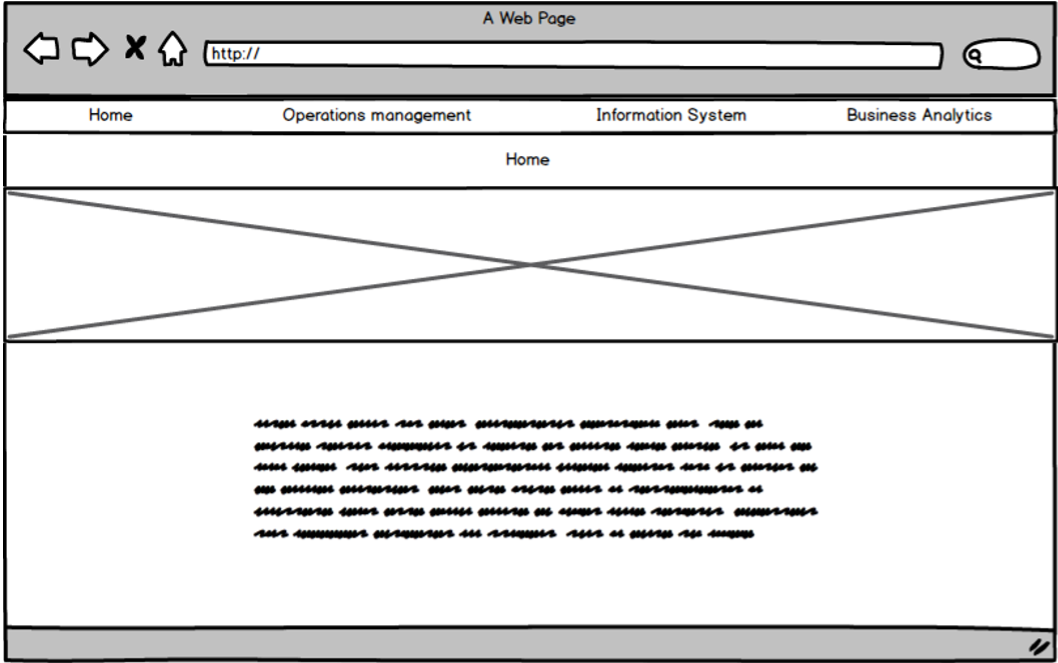 A Web Page
http://
Home Operations management Information System Business Analytics
Home